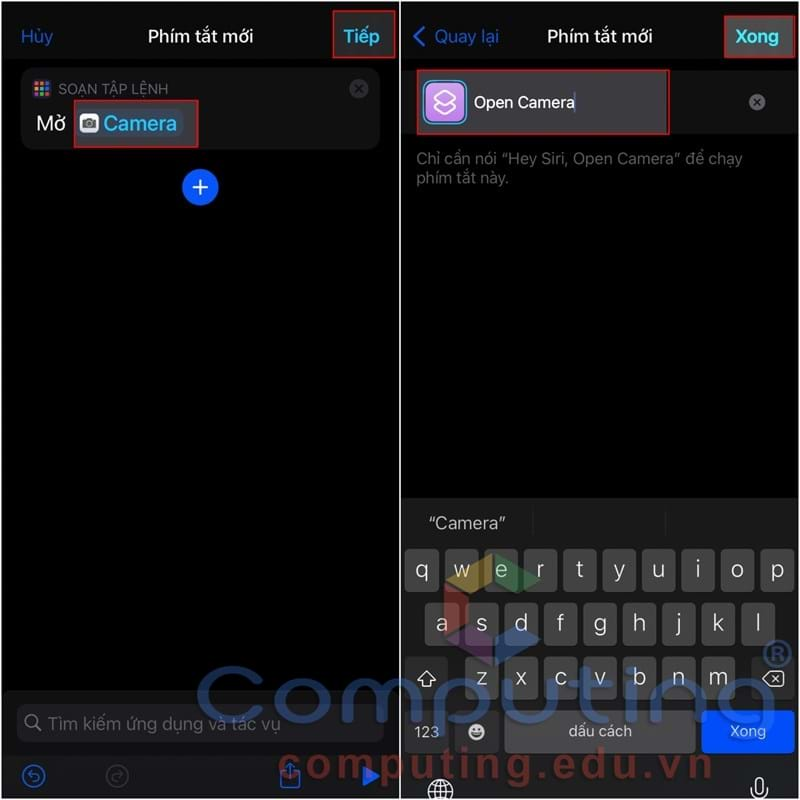 Hủy
Phím tắt mới
Tiếp
SOẠN TẬP LỆNH
Mở Camera
Tìm kiếm ứng dụng và tác vụ
Quay lại
Phím tắt mới
Xong
Open Camera
Chỉ cần nói “Hey Siri, Open Camera” để chạy
phím tắt này.
“Camera”
q w e r t y u i o p
a s d f g h j k l
z x c v b n m
123
dấu cách
Xong
Computing ®
computing.edu.vn